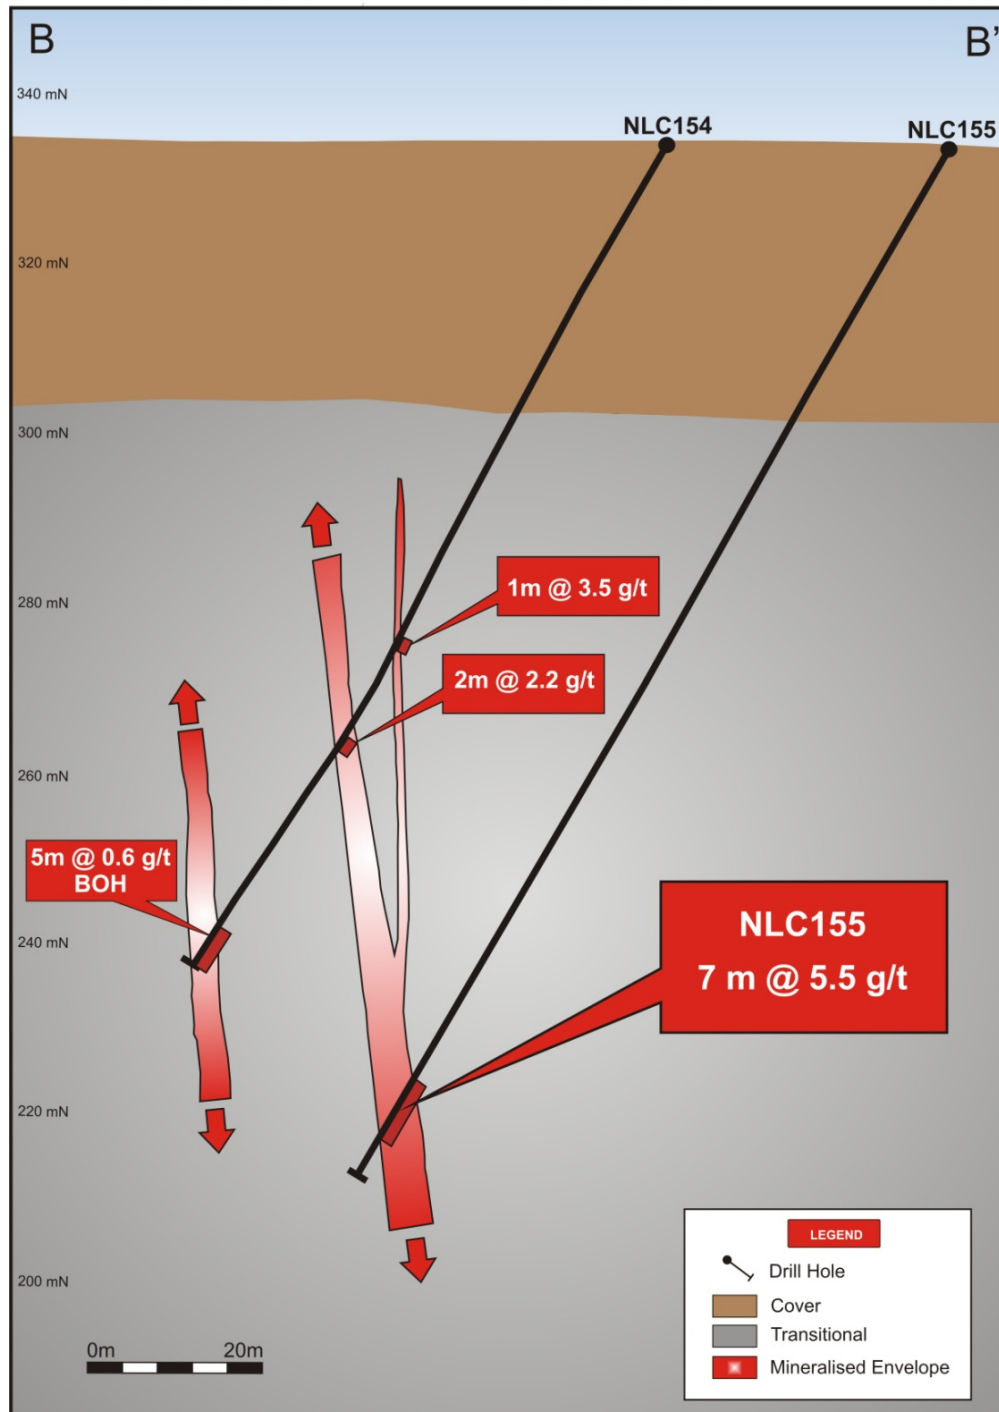 B
B'
340 mN
NLC154
NLC155
320 mN
300 mN
280 mN
1m @ 3.5 g/t
2m @ 2.2 g/t
260 mN
5m @ 0.6 g/t
BOH
240 mN
NLC155
7 m @ 5.5 g/t
220 mN
200 mN
0m
20m
LEGEND
Drill Hole
Cover
Transitional
Mineralised Envelope